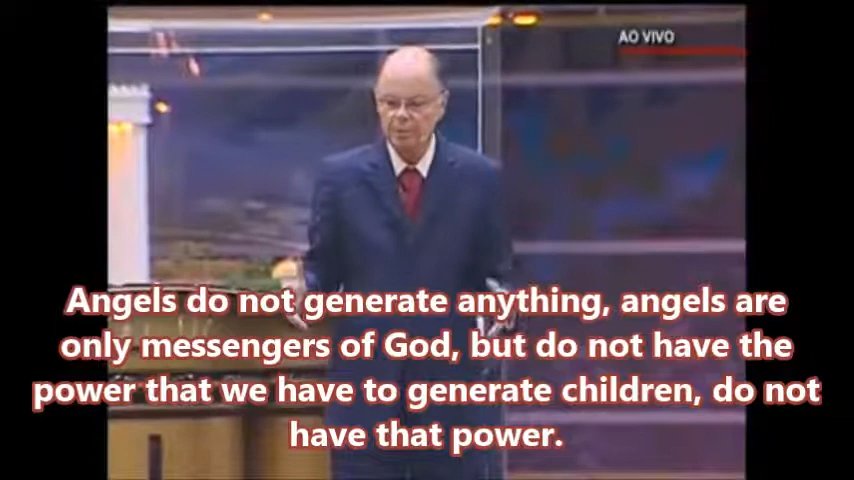 AO VIVO
Angels do not generate anything, angels are
only messengers of God, but do not have the
power that we have to generate children, do not
have that power.